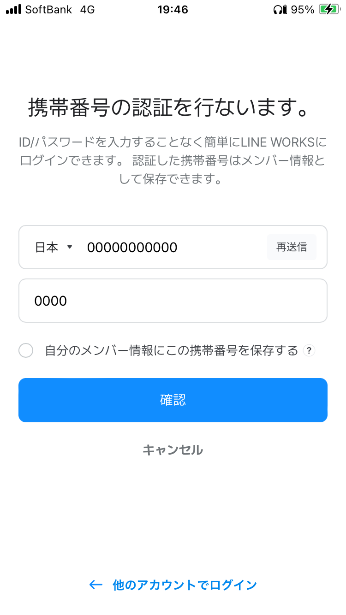 SoftBank 4G 19:46 95%
携帯番号の認証を行ないます。
ID/パスワードを入力することなく簡単にLINE WORKSに
ログインできます。 認証した携帯番号はメンバー情報と
して保存できます。
日本 ▼ 00000000000 再送信
0000
自分のメンバー情報にこの携帯番号を保存する ?
確認
キャンセル
← 他のアカウントでログイン